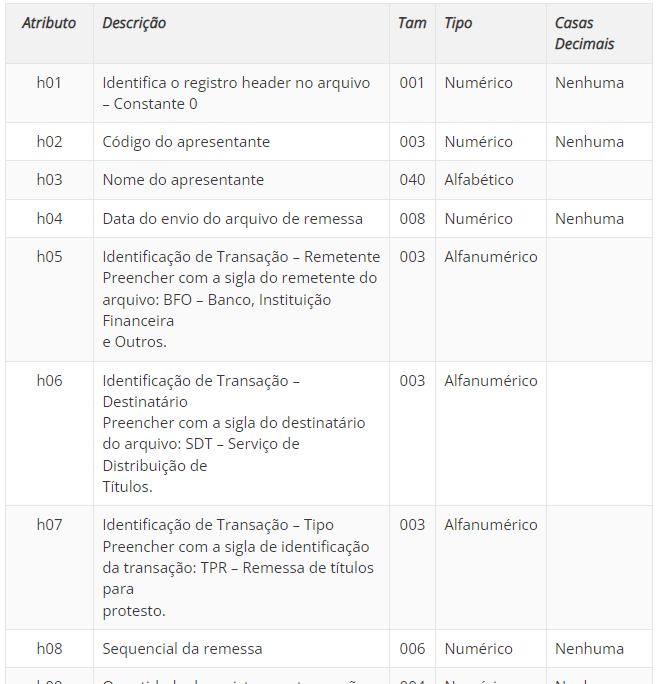 Atributo Descrição Tam Tipo Casas
Decimais
h01 Identifica o registro header no arquivo 001 Numérico Nenhuma
– Constante 0
h02 Código do apresentante 003 Numérico Nenhuma
h03 Nome do apresentante 040 Alfabético
h04 Data do envio do arquivo de remessa 008 Numérico Nenhuma
h05 Identificação de Transação – Remetente 003 Alfanumérico
Preencher com a sigla do remetente do
arquivo: BFO – Banco, Instituição
Financeira
e Outros.
h06 Identificação de Transação – 003 Alfanumérico
Destinatário
Preencher com a sigla do destinatário
do arquivo: SDT – Serviço de
Distribuição de
Títulos.
h07 Identificação de Transação – Tipo 003 Alfanumérico
Preencher com a sigla de identificação
da transação: TPR – Remessa de títulos
para
protesto.
h08 Sequencial da remessa 006 Numérico Nenhuma